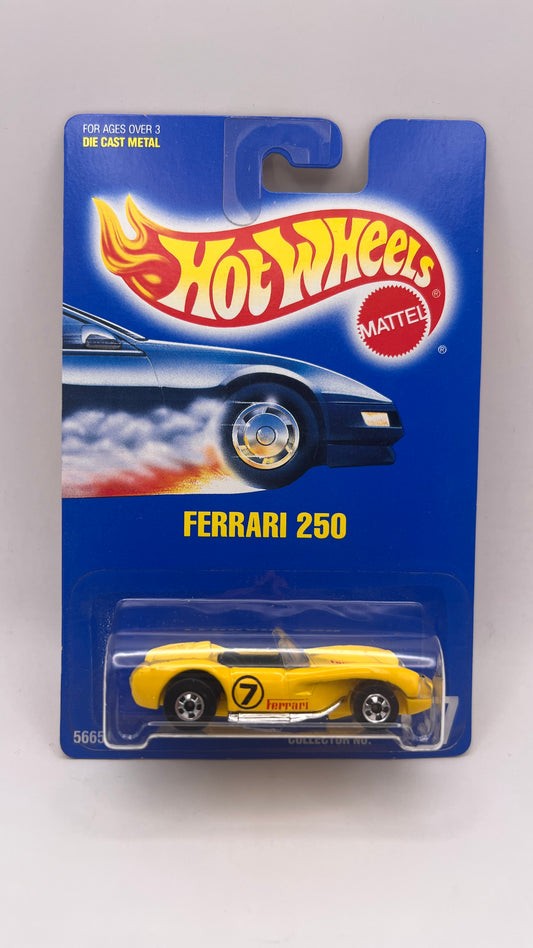 FOR AGES OVER 3
DIE CAST METAL
Hot Wheels
®
MATTEL
®
FERRARI 250
7
Ferrari
5665
COLLECTOR NO.